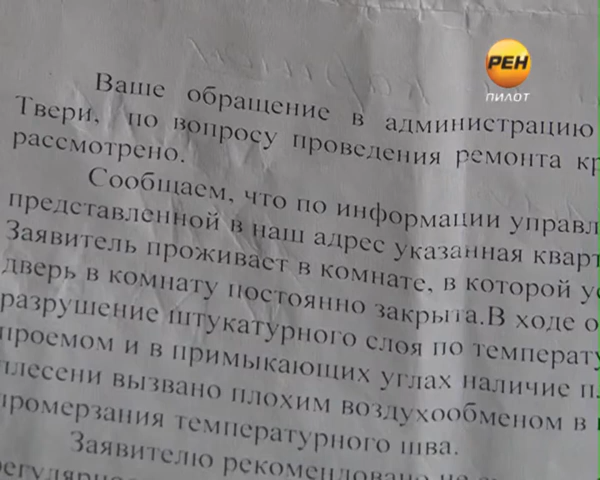 РЕН
ПИЛОТ
Ваше обращение в администрацию
Твери, по вопросу проведения ремонта
рассмотрено.
Сообщаем, что по информации
представленной в наш адрес указанная
Заявитель проживает в комнате, в которой
дверь в комнату постоянно закрыта.В ходе
разрушение штукатурного слоя по
проемом и в примыкающих углах наличие
плесени вызвано плохим воздухообменом в
промерзания температурного шва.
Заявителю рекомендовано не